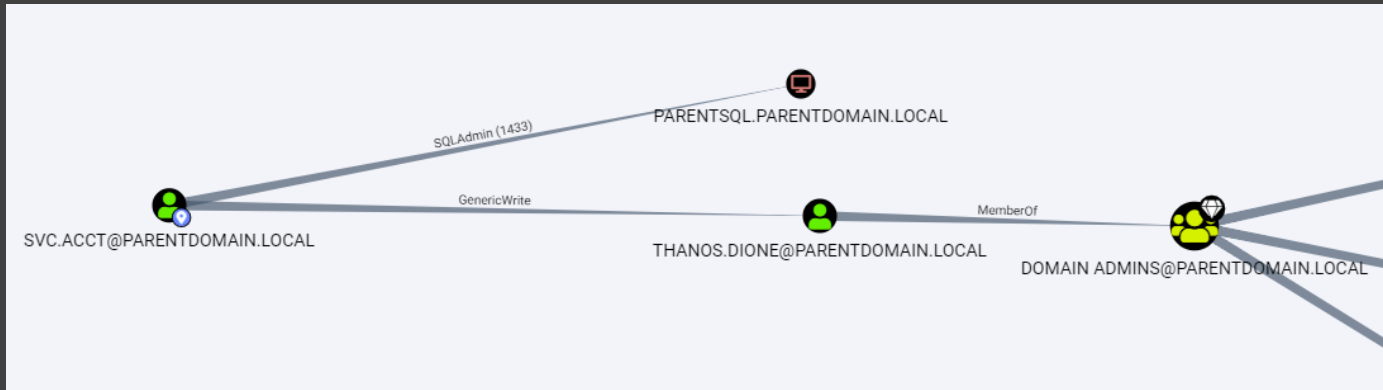 PARENTSQL.PARENTDOMAIN.LOCAL
SQLAdmin (1433)
GenericWrite
MemberOf
SVC.ACCT@PARENTDOMAIN.LOCAL
THANOS.DIONE@PARENTDOMAIN.LOCAL
DOMAIN ADMINS@PARENTDOMAIN.LOCAL